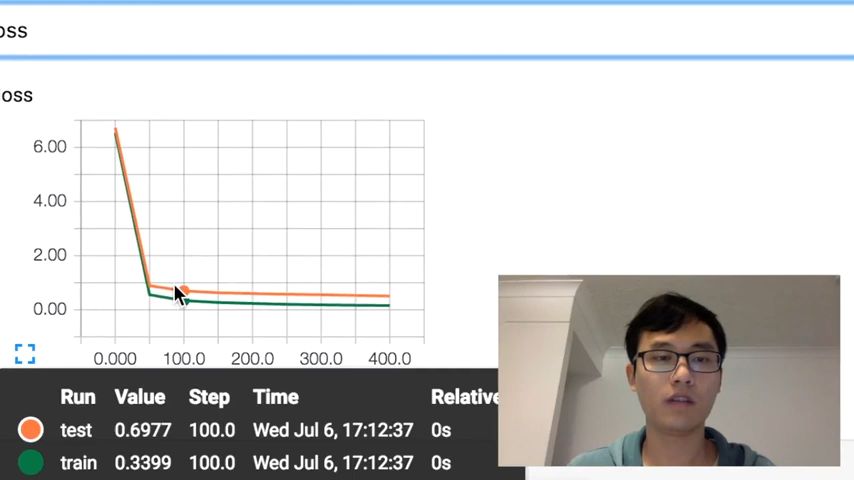 oss
oss
6.00
4.00
2.00
0.00
0.000 100.0 200.0 300.0 400.0
Run Value Step Time Relative
test 0.6977 100.0 Wed Jul 6, 17:12:37 0s
train 0.3399 100.0 Wed Jul 6, 17:12:37 0s